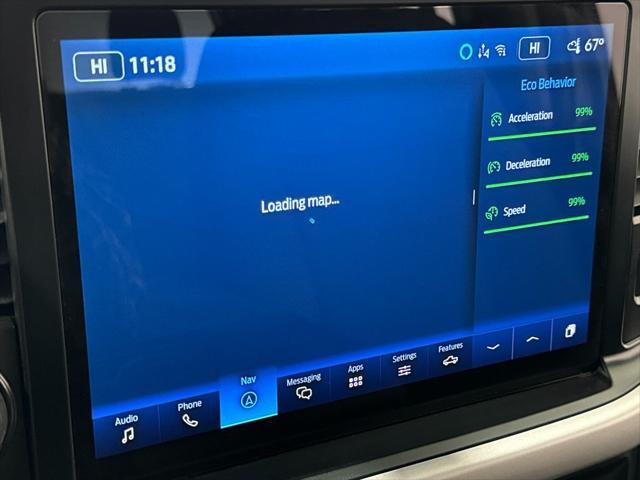 HI 11:18 HI 67°
Eco Behavior
Acceleration 99%
Deceleration 99%
Speed 99%
Loading map...
Audio Phone Nav Messaging Apps Settings Features